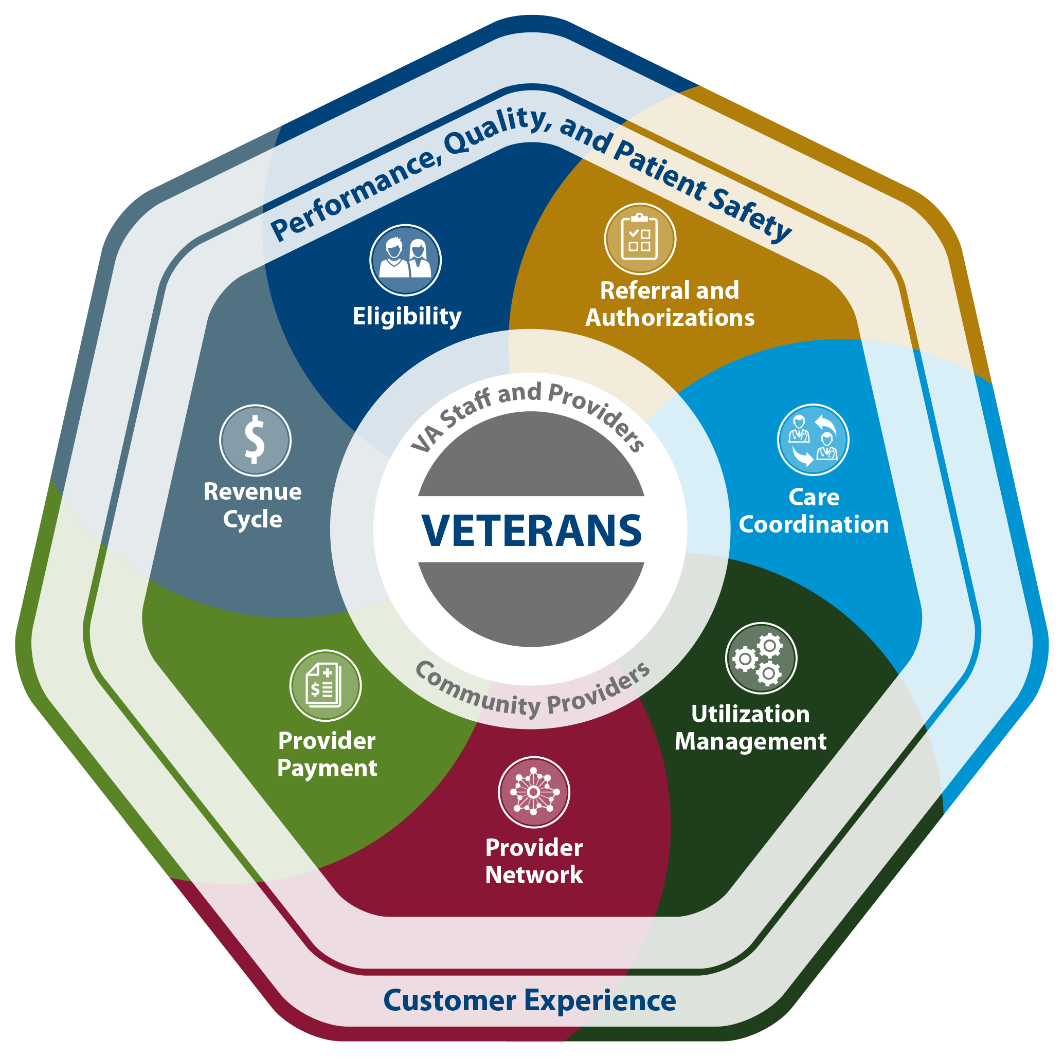 Performance, Quality, and Patient Safety
Eligibility
Referral and
Authorizations
VA Staff and Providers
$
Revenue
Cycle
VETERANS
Care
Coordination
Community Providers
$
Provider
Payment
Utilization
Management
Provider
Network
Customer Experience